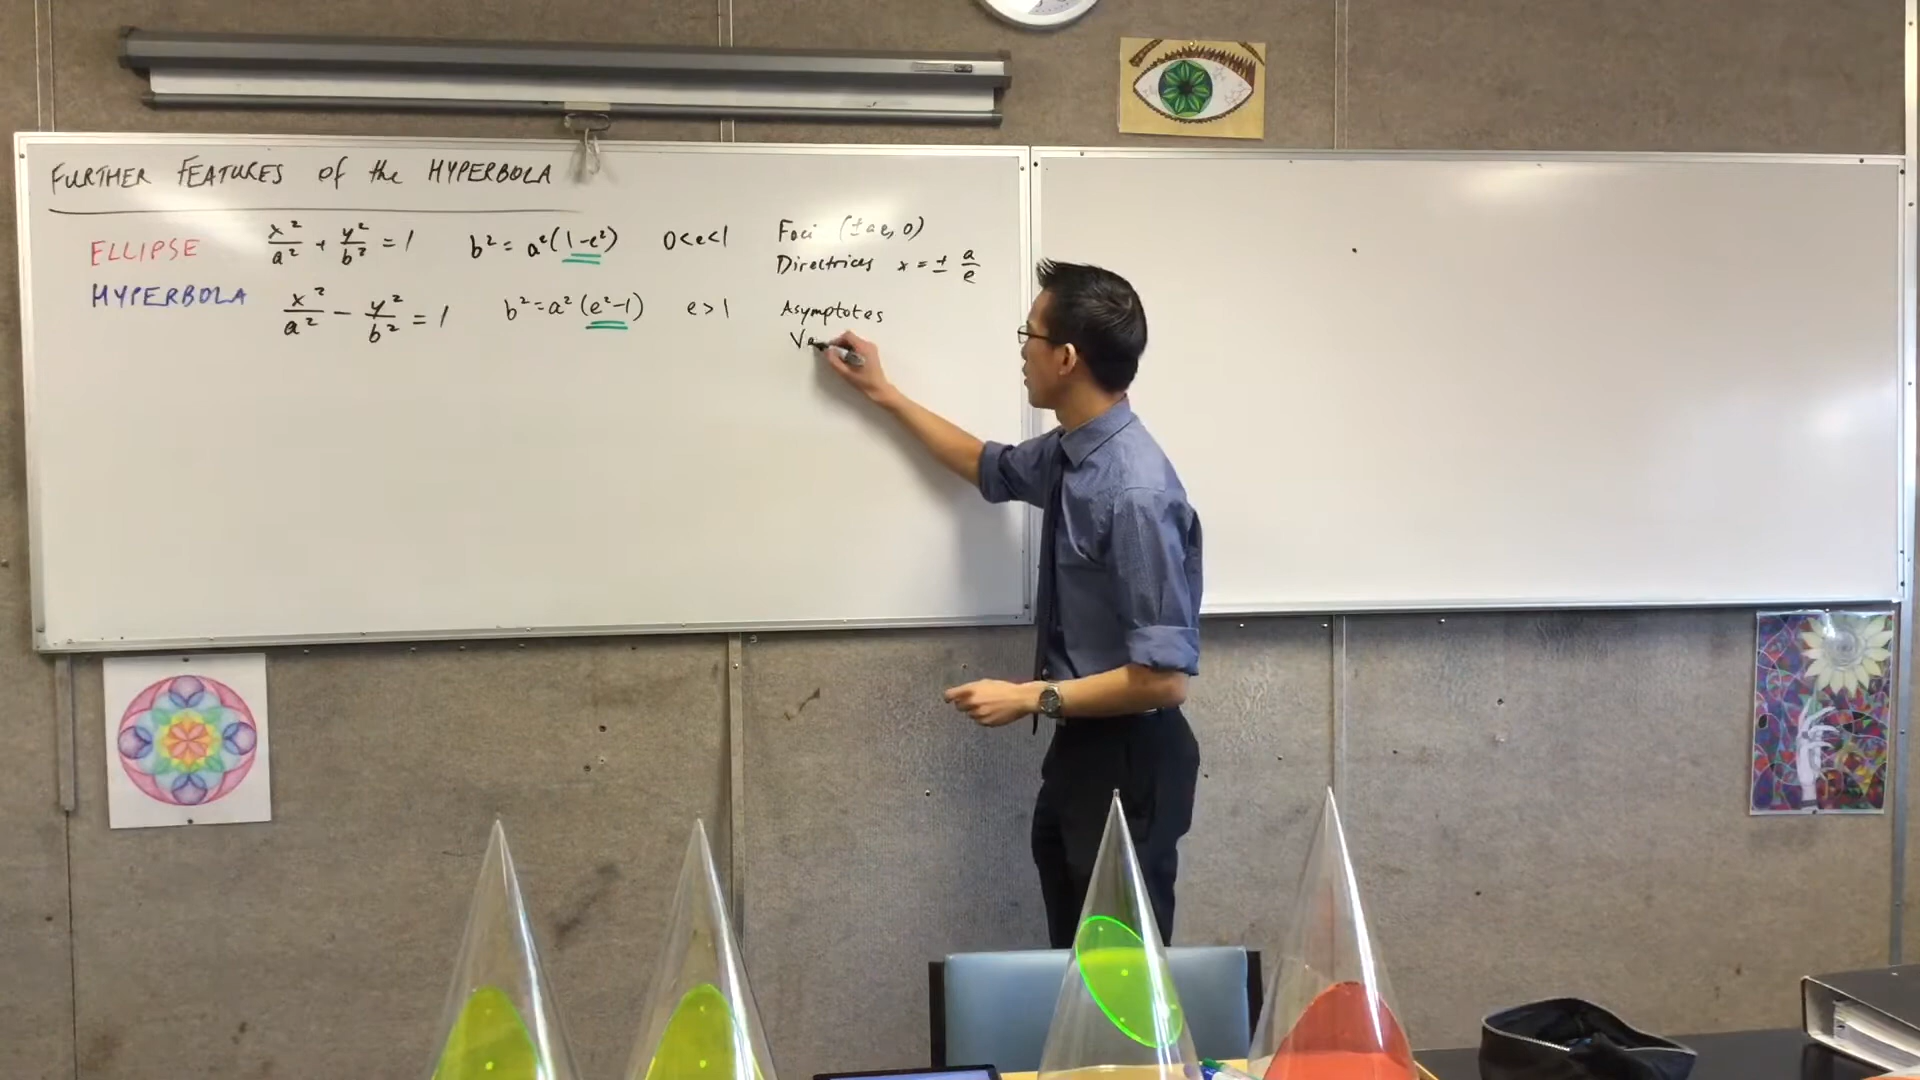 FURTHER FEATURES of the HYPERBOLA
ELLIPSE x²/a² + y²/b² = 1 b² = a²(1-e²) 0<e<1 Foci (±ae, 0)
Directrices x = ± a/e
HYPERBOLA x²/a² - y²/b² = 1 b² = a²(e²-1) e > 1 Asymptotes